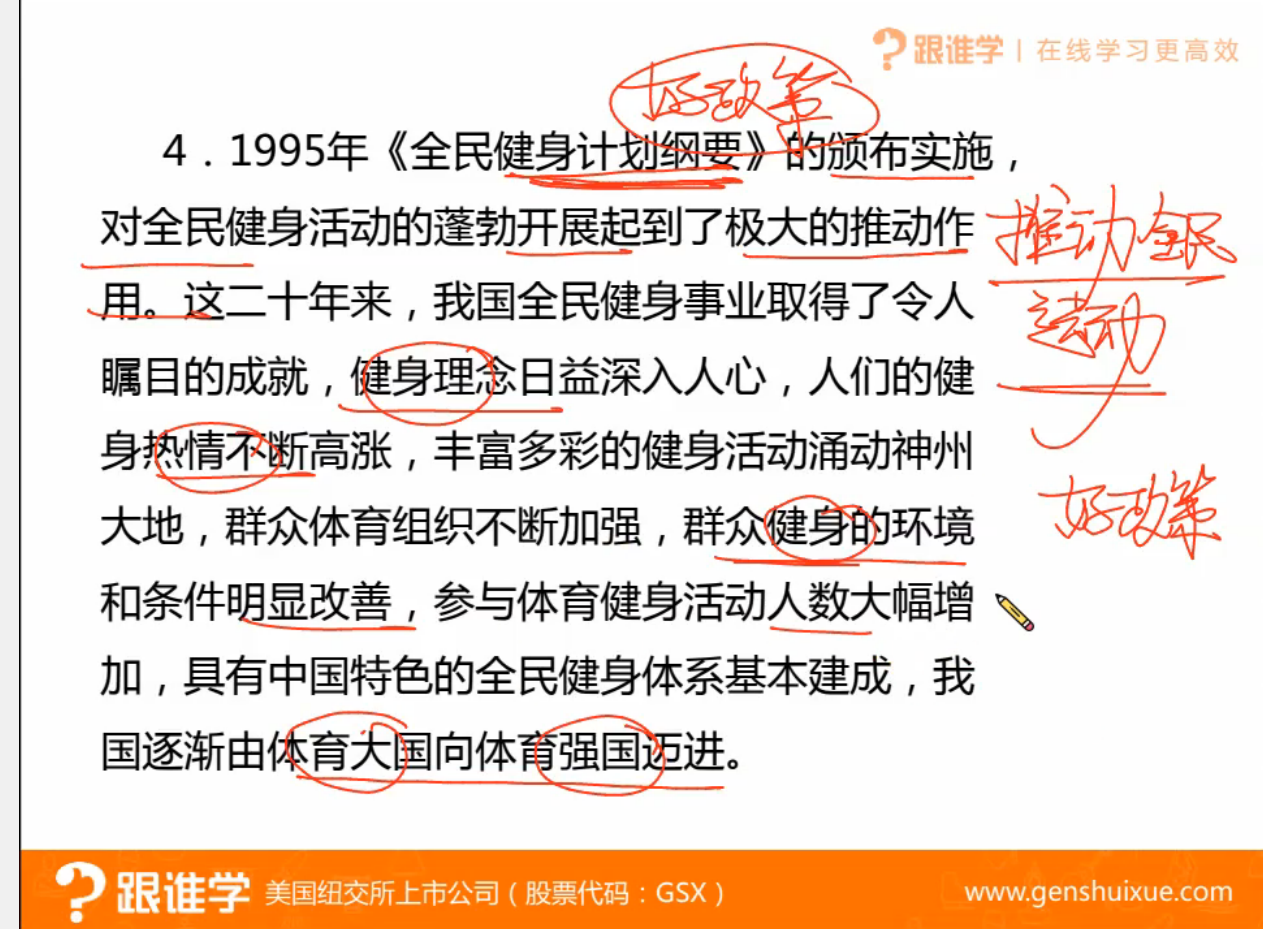 跟谁学 | 在线学习更高效
好政策
4．1995年《全民健身计划纲要》的颁布实施，
对全民健身活动的蓬勃开展起到了极大的推动作
推动全民
用。这二十年来，我国全民健身事业取得了令人
运动
瞩目的成就，健身理念日益深入人心，人们的健
身热情不断高涨，丰富多彩的健身活动涌动神州
大地，群众体育组织不断加强，群众健身的环境
好政策
和条件明显改善，参与体育健身活动人数大幅增
加，具有中国特色的全民健身体系基本建成，我
国逐渐由体育大国向体育强国迈进。
跟谁学 美国纽交所上市公司（股票代码：GSX） www.genshuixue.com